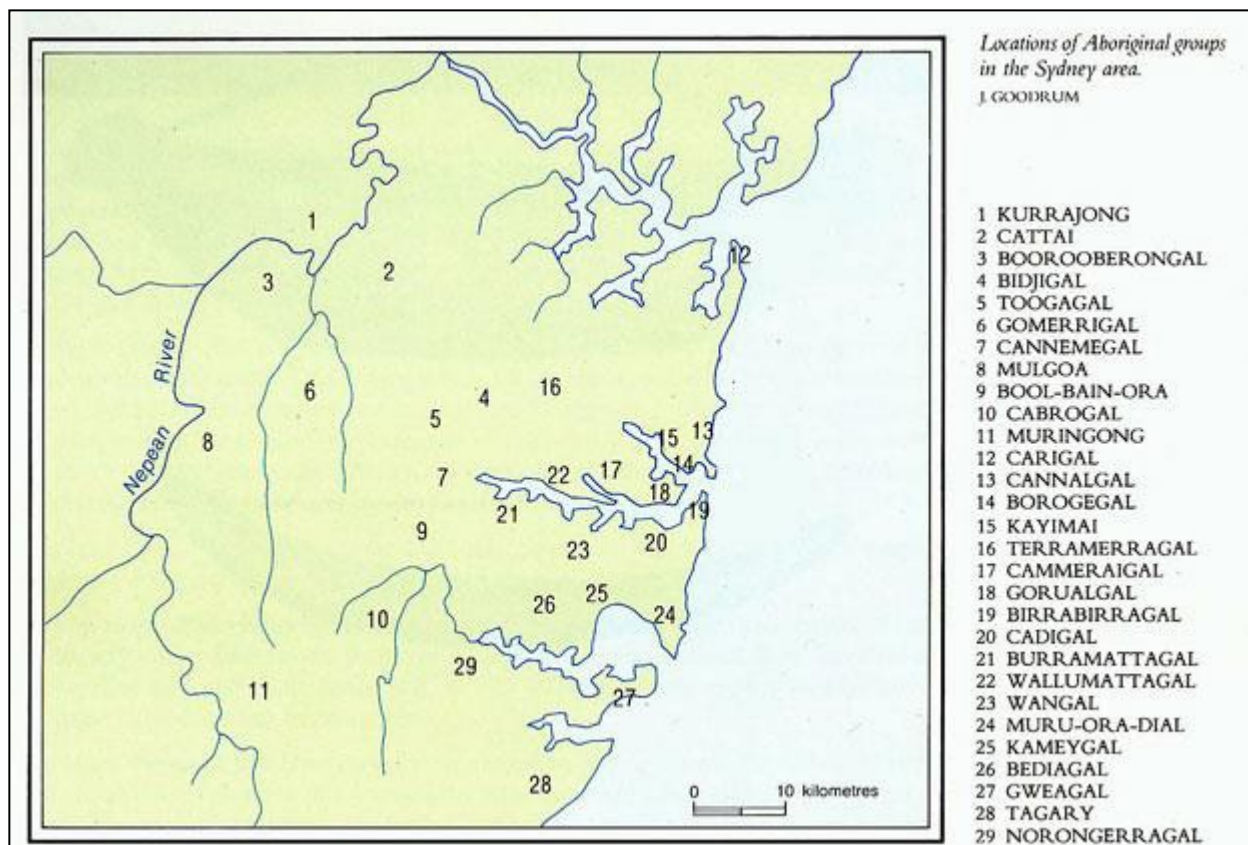 Locations of Aboriginal groups
in the Sydney area.
J. GOODRUM
1 KURRAJONG
2 CATTAI
3 BOOROOBERONGAL
4 BIDJIGAL
5 TOOGAGAL
6 GOMERRIGAL
7 CANNEMEGAL
8 MULGOA
9 BOOL-BAIN-ORA
10 CABROGAL
11 MURINGONG
12 CARIGAL
13 CANNALGAL
14 BOROGEGAL
15 KAYIMAI
16 TERRAMERRAGAL
17 CAMMERAIGAL
18 GORUALGAL
19 BIRRABIRRAGAL
20 CADIGAL
21 BURRAMATTAGAL
22 WALLUMATTAGAL
23 WANGAL
24 MURU-ORA-DIAL
25 KAMEYGAL
26 BEDIAGAL
27 GWEAGAL
28 TAGARY
29 NORONGERRAGAL
1
2
3
12
6
4
16
5
8
15
13
14
7
22
17
18
19
21
9
23
20
26
25
24
10
29
11
27
28
Nepean River
0 10 kilometres